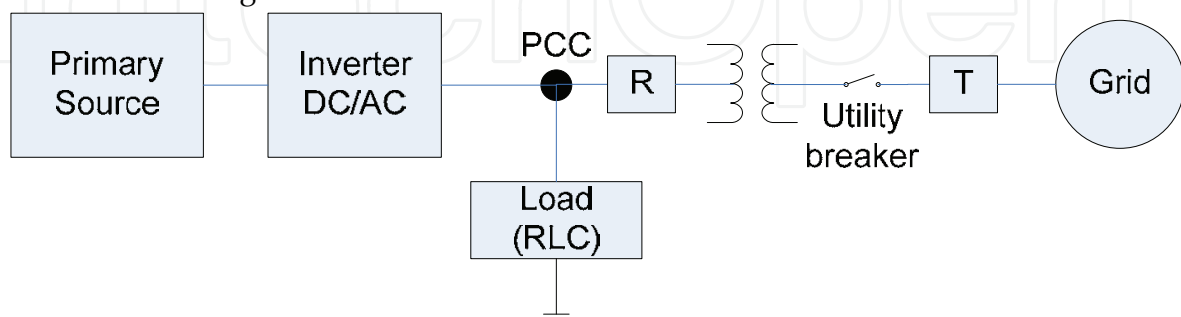 Primary
Source
Inverter
DC/AC
PCC
R
Utility
breaker
T
Grid
Load
(RLC)